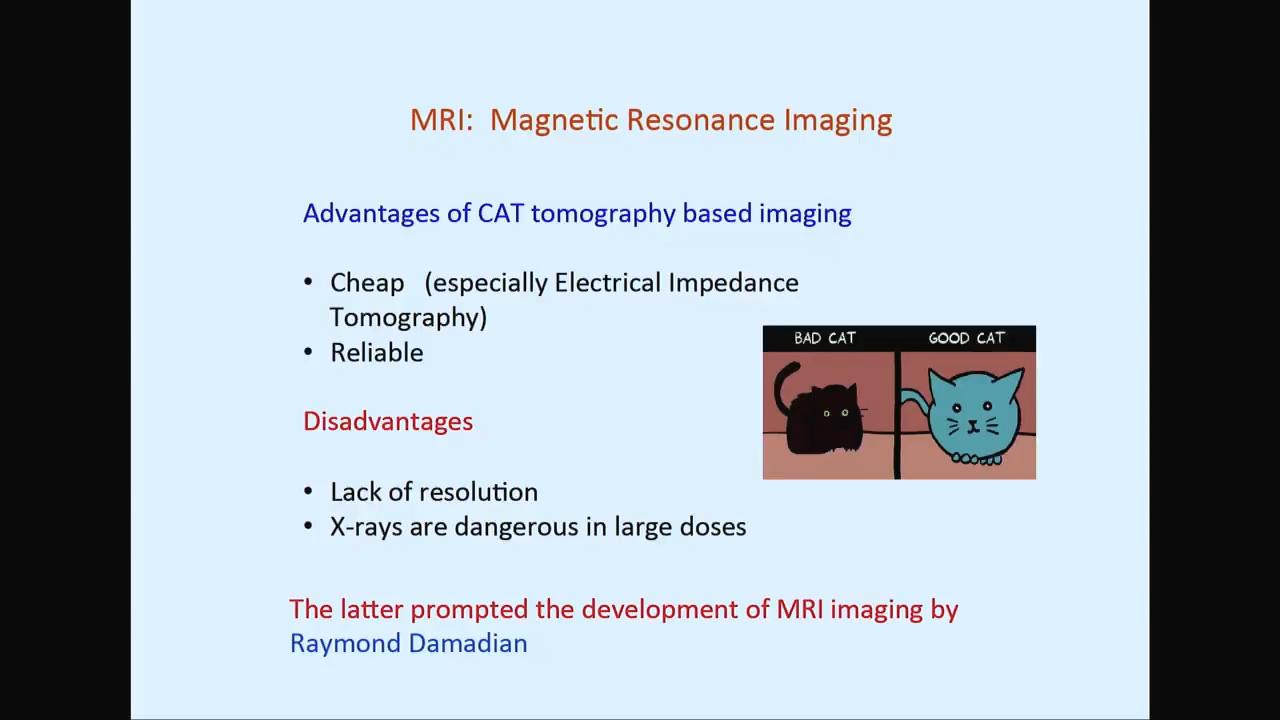 MRI: Magnetic Resonance Imaging
Advantages of CAT tomography based imaging
• Cheap (especially Electrical Impedance
Tomography)
• Reliable
BAD CAT
GOOD CAT
Disadvantages
• Lack of resolution
• X-rays are dangerous in large doses
The latter prompted the development of MRI imaging by
Raymond Damadian